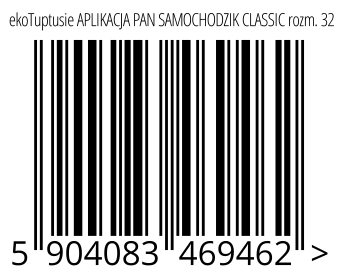 ekoTuptusie APLIKACJA PAN SAMOCHODZIK CLASSIC rozm. 32
5 904083 469462 >